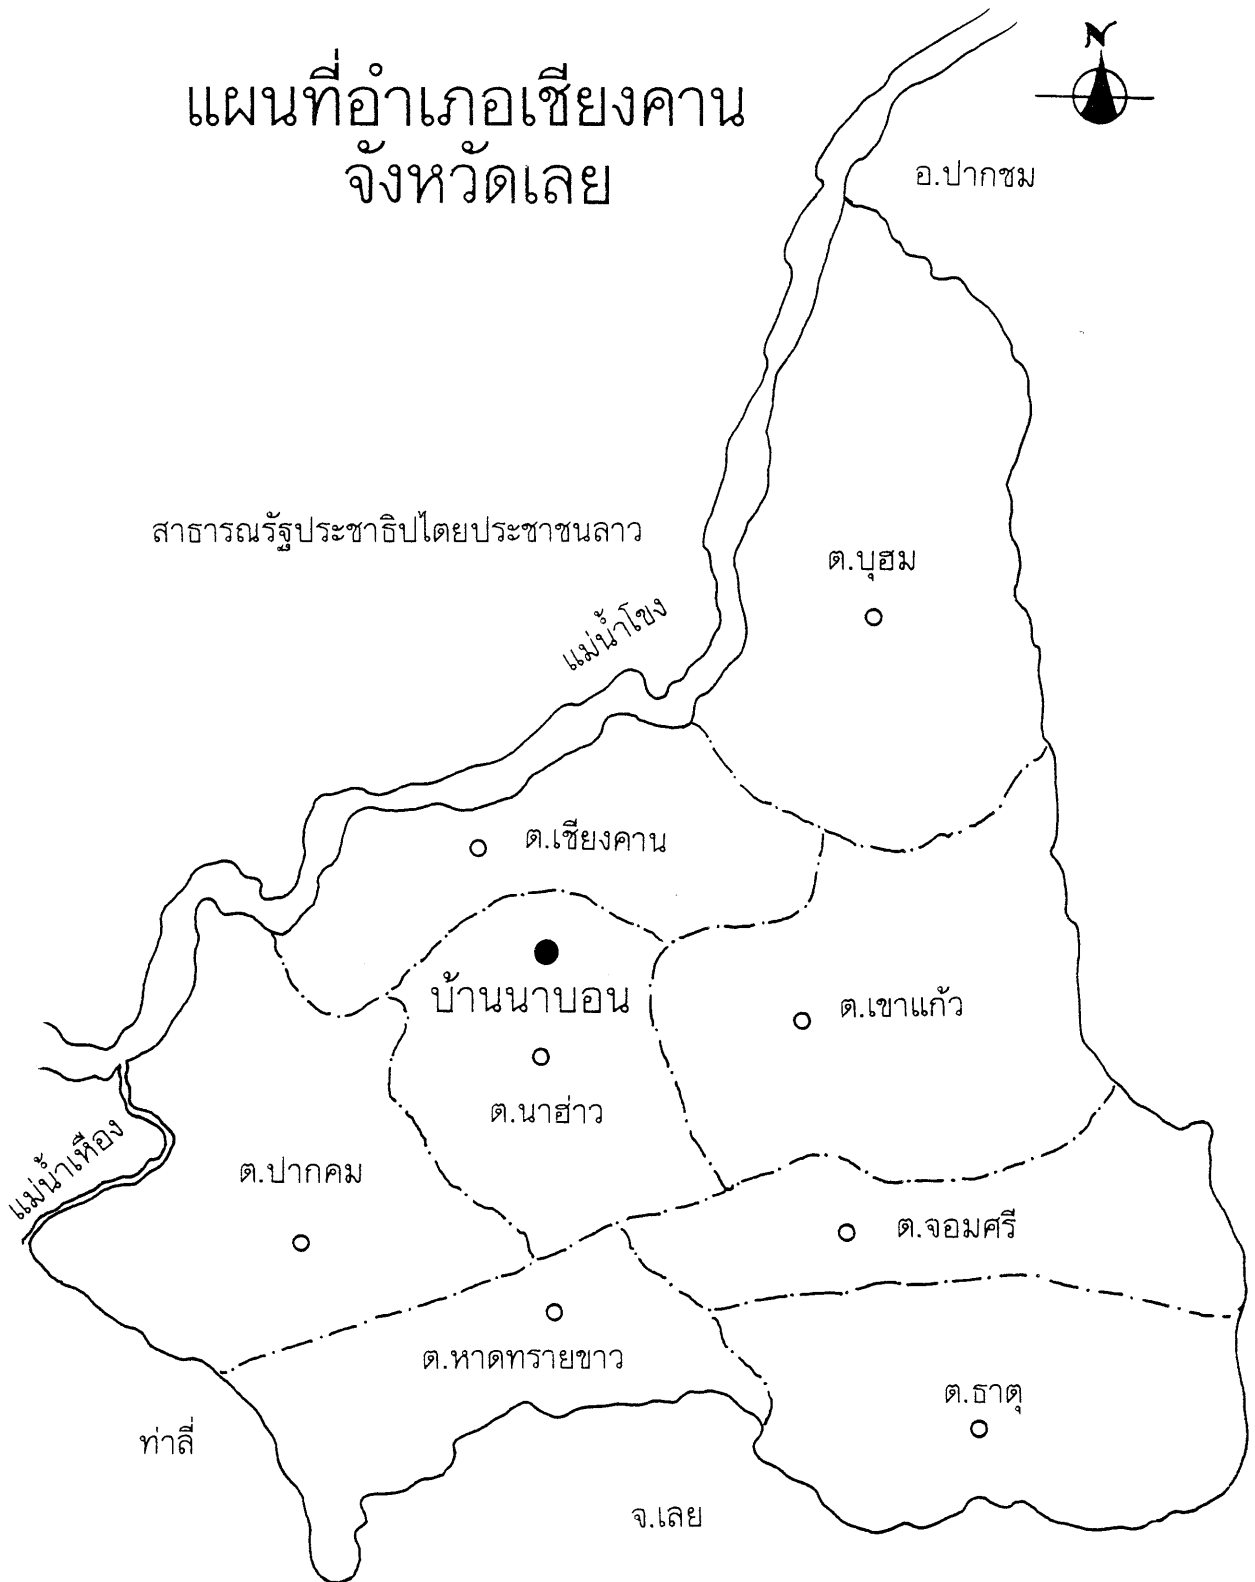 แผนที่อำเภอเชียงคาน
จังหวัดเลย
N
อ.ปากชม
สาธารณรัฐประชาธิปไตยประชาชนลาว
ต.บุฮม
แม่น้ำโขง
ต.เชียงคาน
บ้านนาบอน
ต.เขาแก้ว
ต.นาฮ่าว
แม่น้ำเหือง
ต.ปากคม
ต.จอมศรี
ต.หาดทรายขาว
ต.ธาตุ
ท่าลี่
จ.เลย